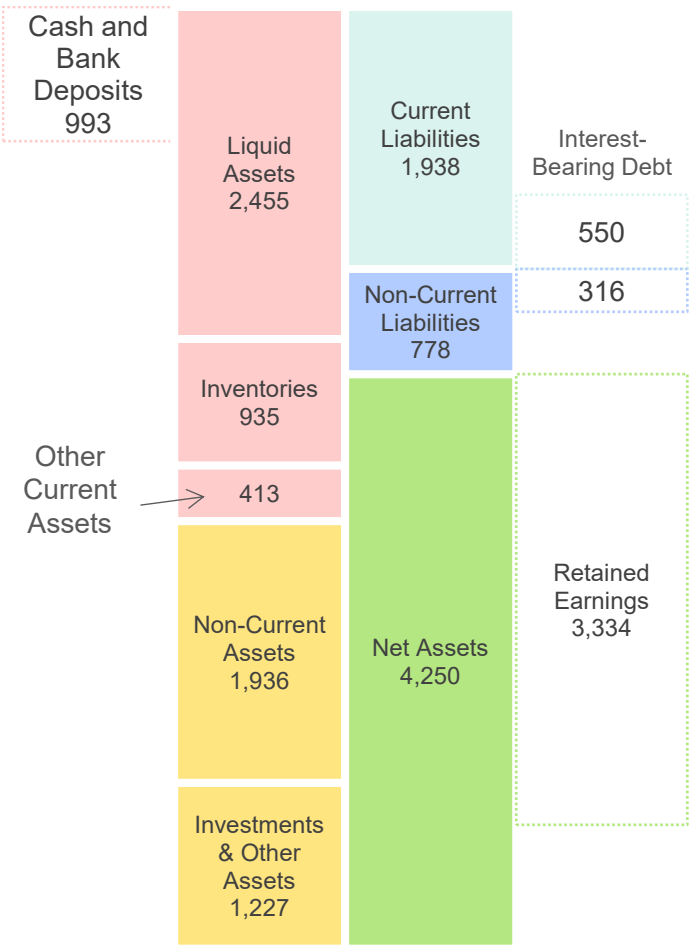 Cash and
Bank
Deposits
993
Liquid
Assets
2,455
Inventories
935
Other
Current
Assets
413
Non-Current
Assets
1,936
Investments
& Other
Assets
1,227
Current
Liabilities
1,938
Non-Current
Liabilities
778
Net Assets
4,250
Interest-
Bearing Debt
550
316
Retained
Earnings
3,334